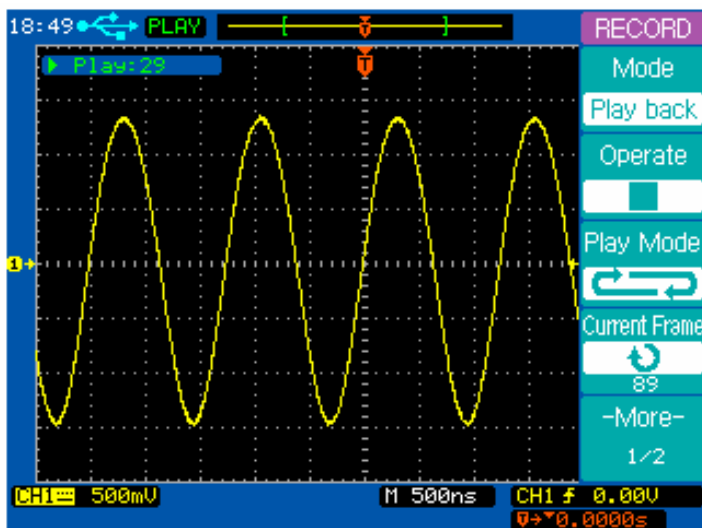 18:49 PLAY
T
RECORD
Mode
Play back
Operate
Play Mode
Current Frame
89
-More-
1/2
Play:29
T
1
CH1 500mV M 500ns CH1 0.00V
T→▼0.0000s